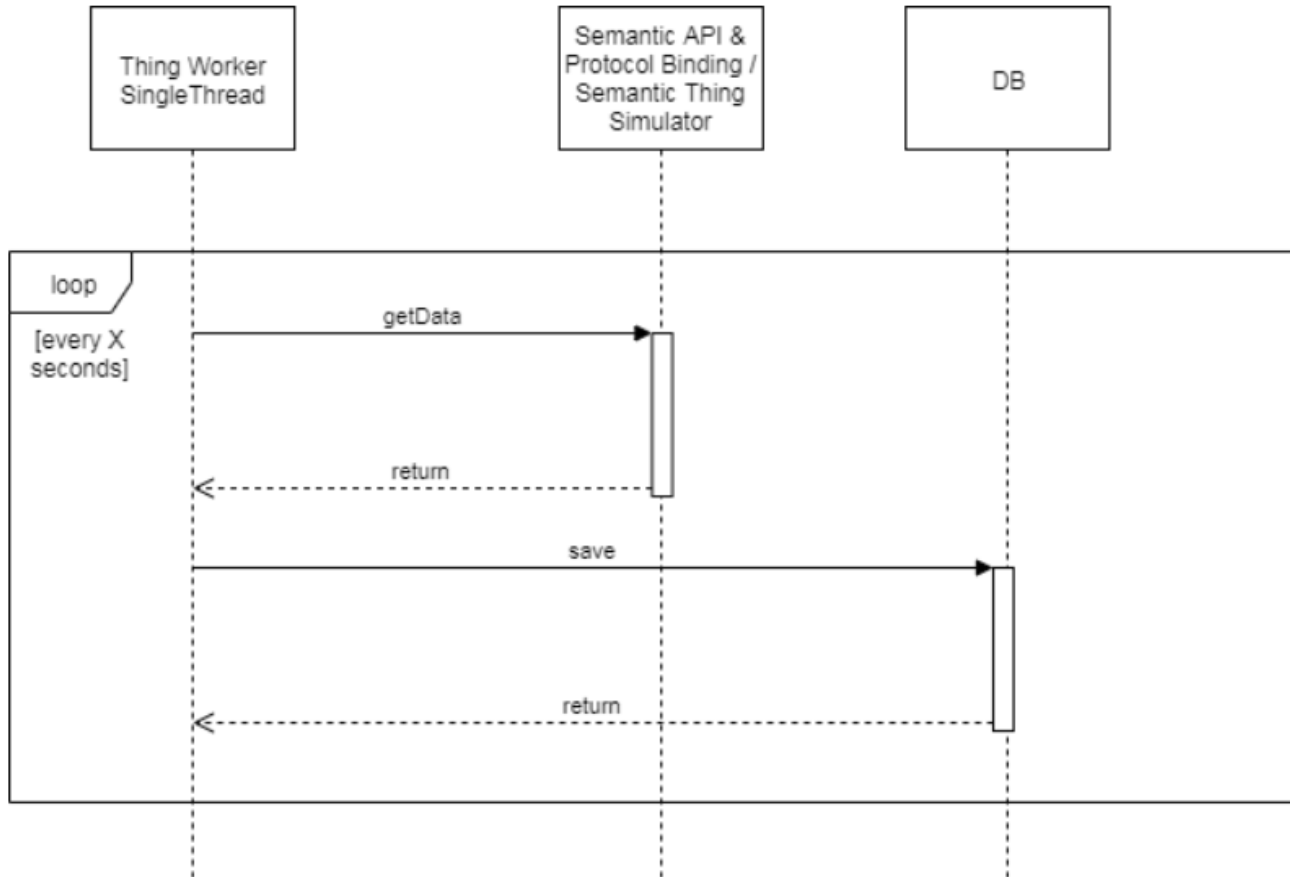 Thing Worker
SingleThread
Semantic API &
Protocol Binding /
Semantic Thing
Simulator
DB
loop
[every X
seconds]
getData
return
save
return